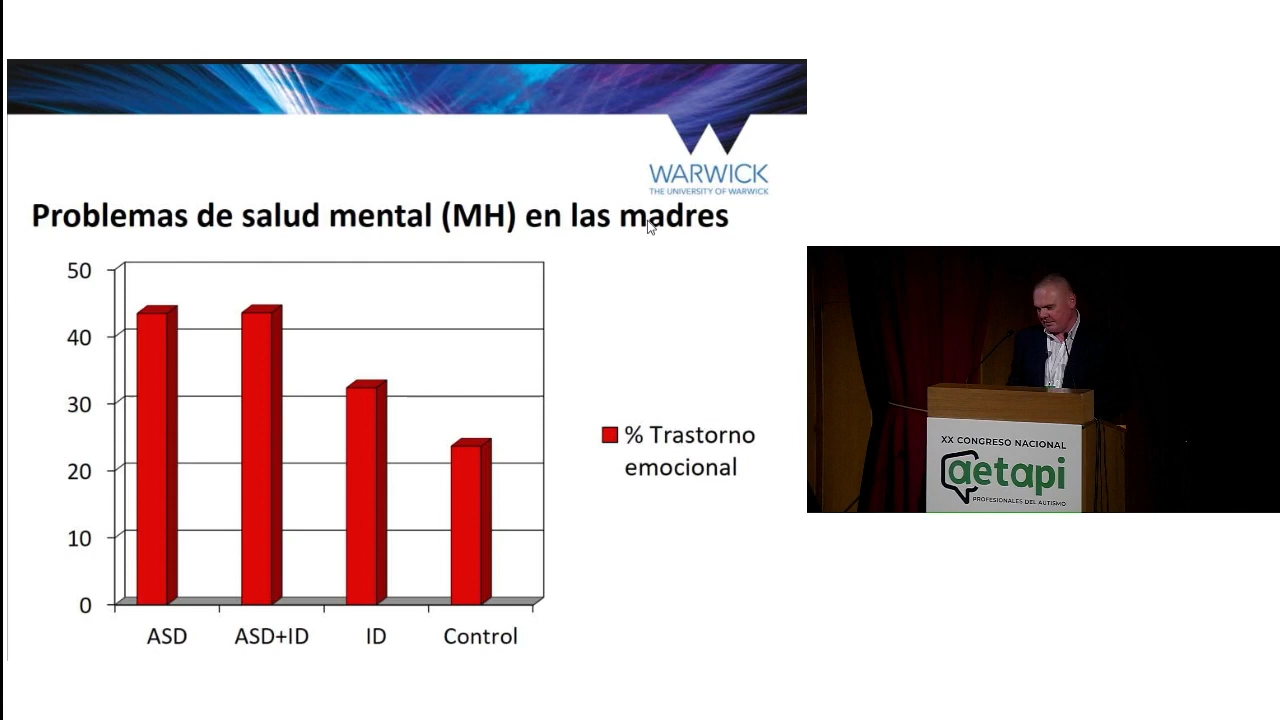 WARWICK
THE UNIVERSITY OF WARWICK
Problemas de salud mental (MH) en las madres
50
40
30
20
10
0
ASD
ASD+ID
ID
Control
% Trastorno
emocional
XX CONGRESO NACIONAL
aetapi
PROFESIONALES DEL AUTISMO